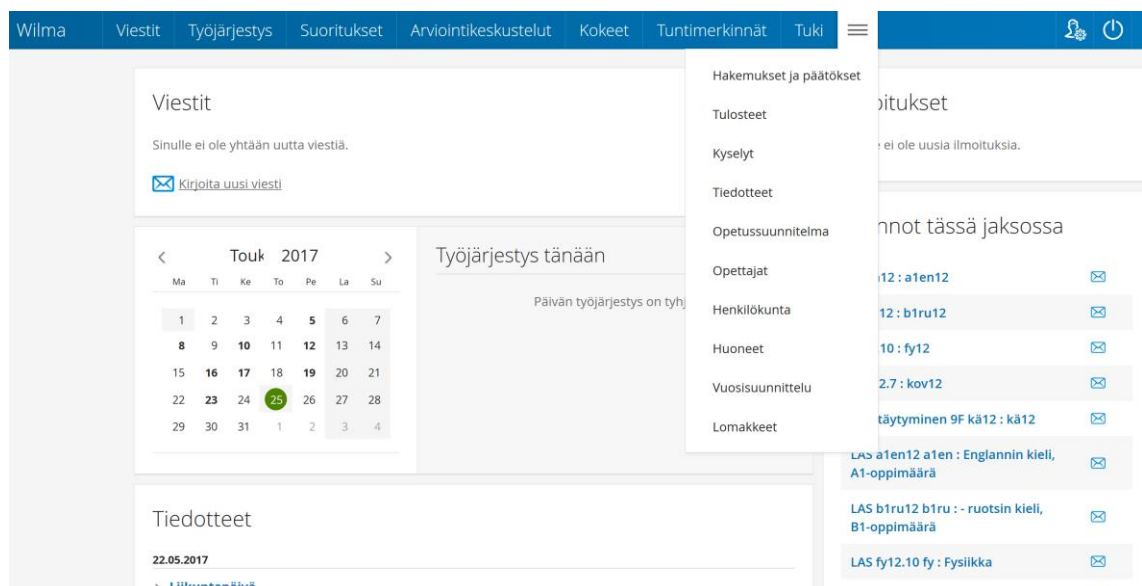 Wilma Viestit Työjärjestys Suoritukset Arviointikeskustelut Kokeet Tuntimerkinnät Tuki
Hakemukset ja päätökset
Tulosteet
Kyselyt
Tiedotteet
Opetussuunnitelma
Opettajat
Henkilökunta
Huoneet
Vuosisuunnittelu
Lomakkeet
Viestit
Sinulle ei ole yhtään uutta viestiä.
Kirjoita uusi viesti
Touk 2017
Ma Ti Ke To Pe La Su
1 2 3 4 5 6 7
8 9 10 11 12 13 14
15 16 17 18 19 20 21
22 23 24 25 26 27 28
29 30 31 1 2 3 4
Työjärjestys tänään
Päivän työjärjestys on
Tiedotteet
22.05.2017
Liikuntapäivä
ei ole uusia ilmoituksia.
tässä jaksossa
: a1en12
12 : b1ru12
10 : fy12
2.7 : kov12
9F kä12 : kä12
LAS a1en12 a1en : Englannin kieli,
A1-oppimäärä
LAS b1ru12 b1ru : - ruotsin kieli,
B1-oppimäärä
LAS fy12.10 fy : Fysiikka